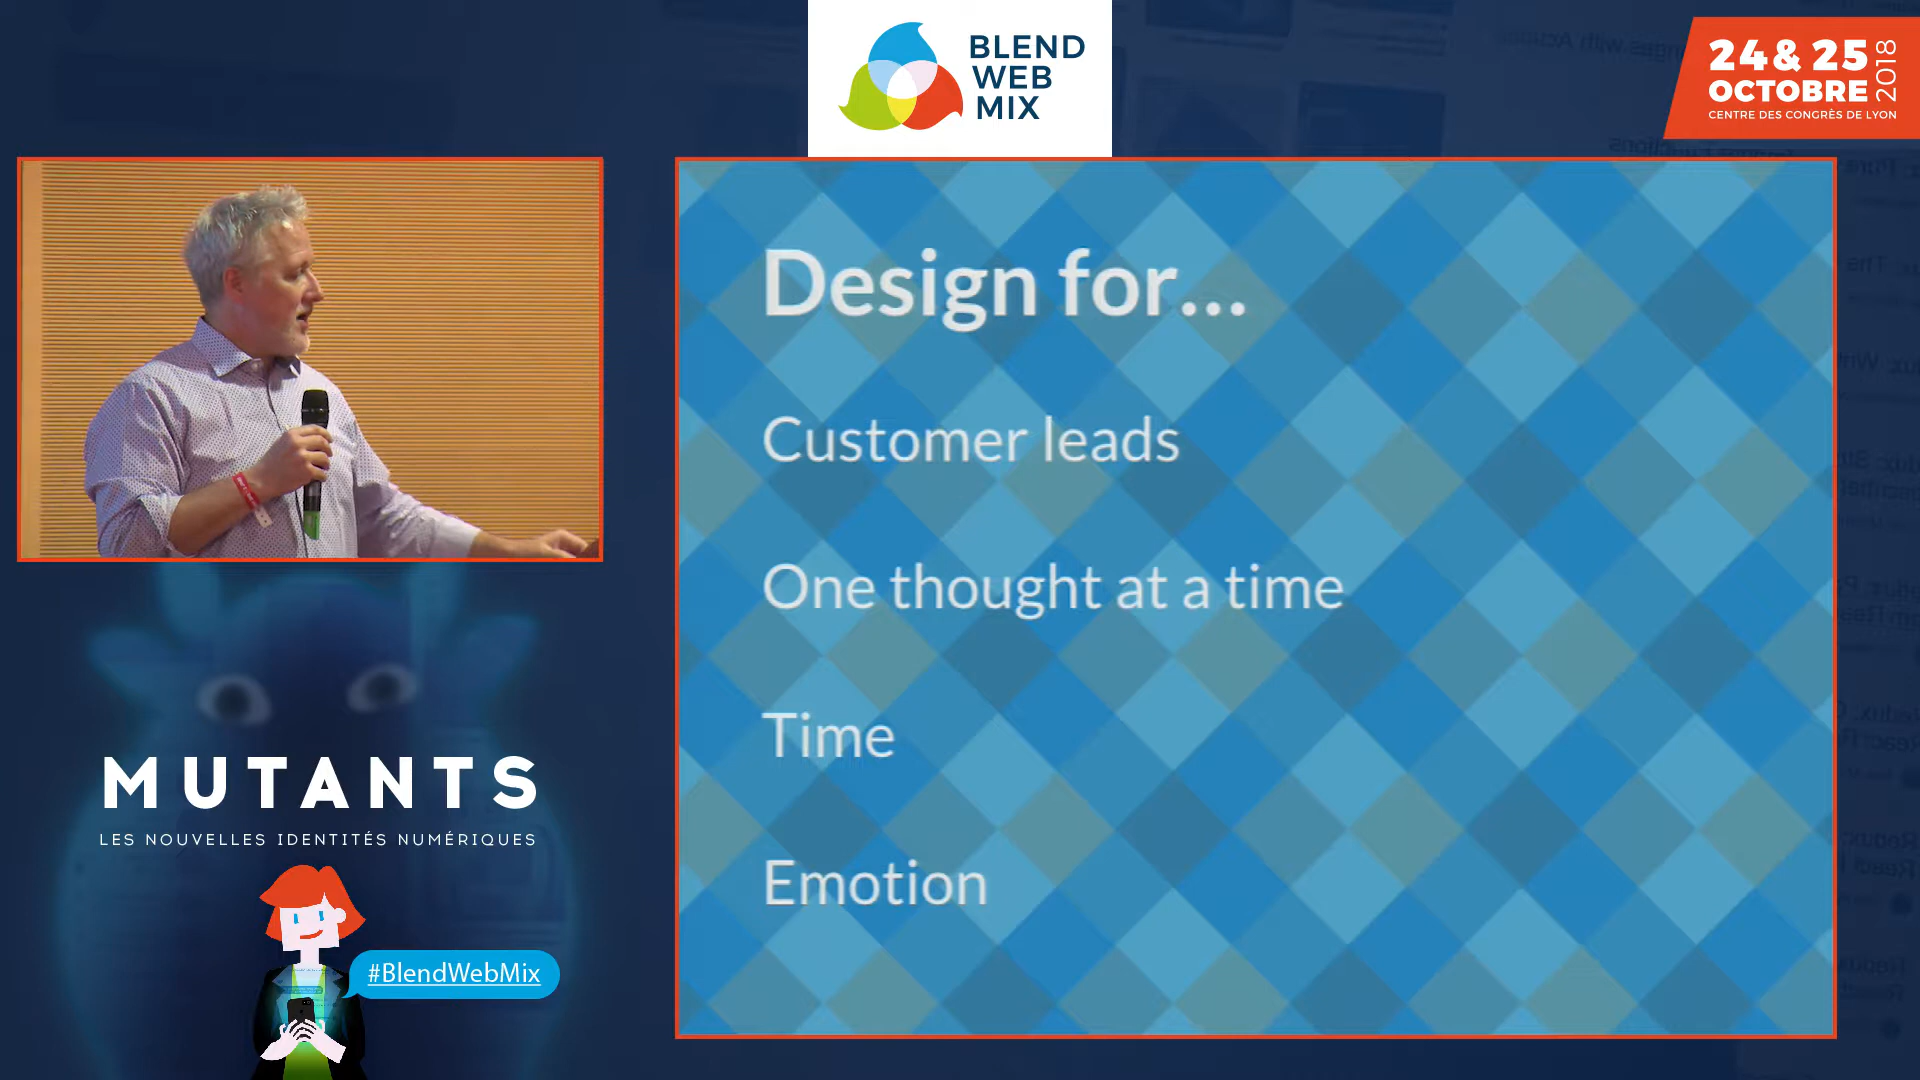 BLEND
WEB
MIX
24 & 25
OCTOBRE
2018
CENTRE DES CONGRÈS DE LYON
Design for...
Customer leads
One thought at a time
Time
Emotion
MUTANTS
LES NOUVELLES IDENTITÉS NUMÉRIQUES
#BlendWebMix